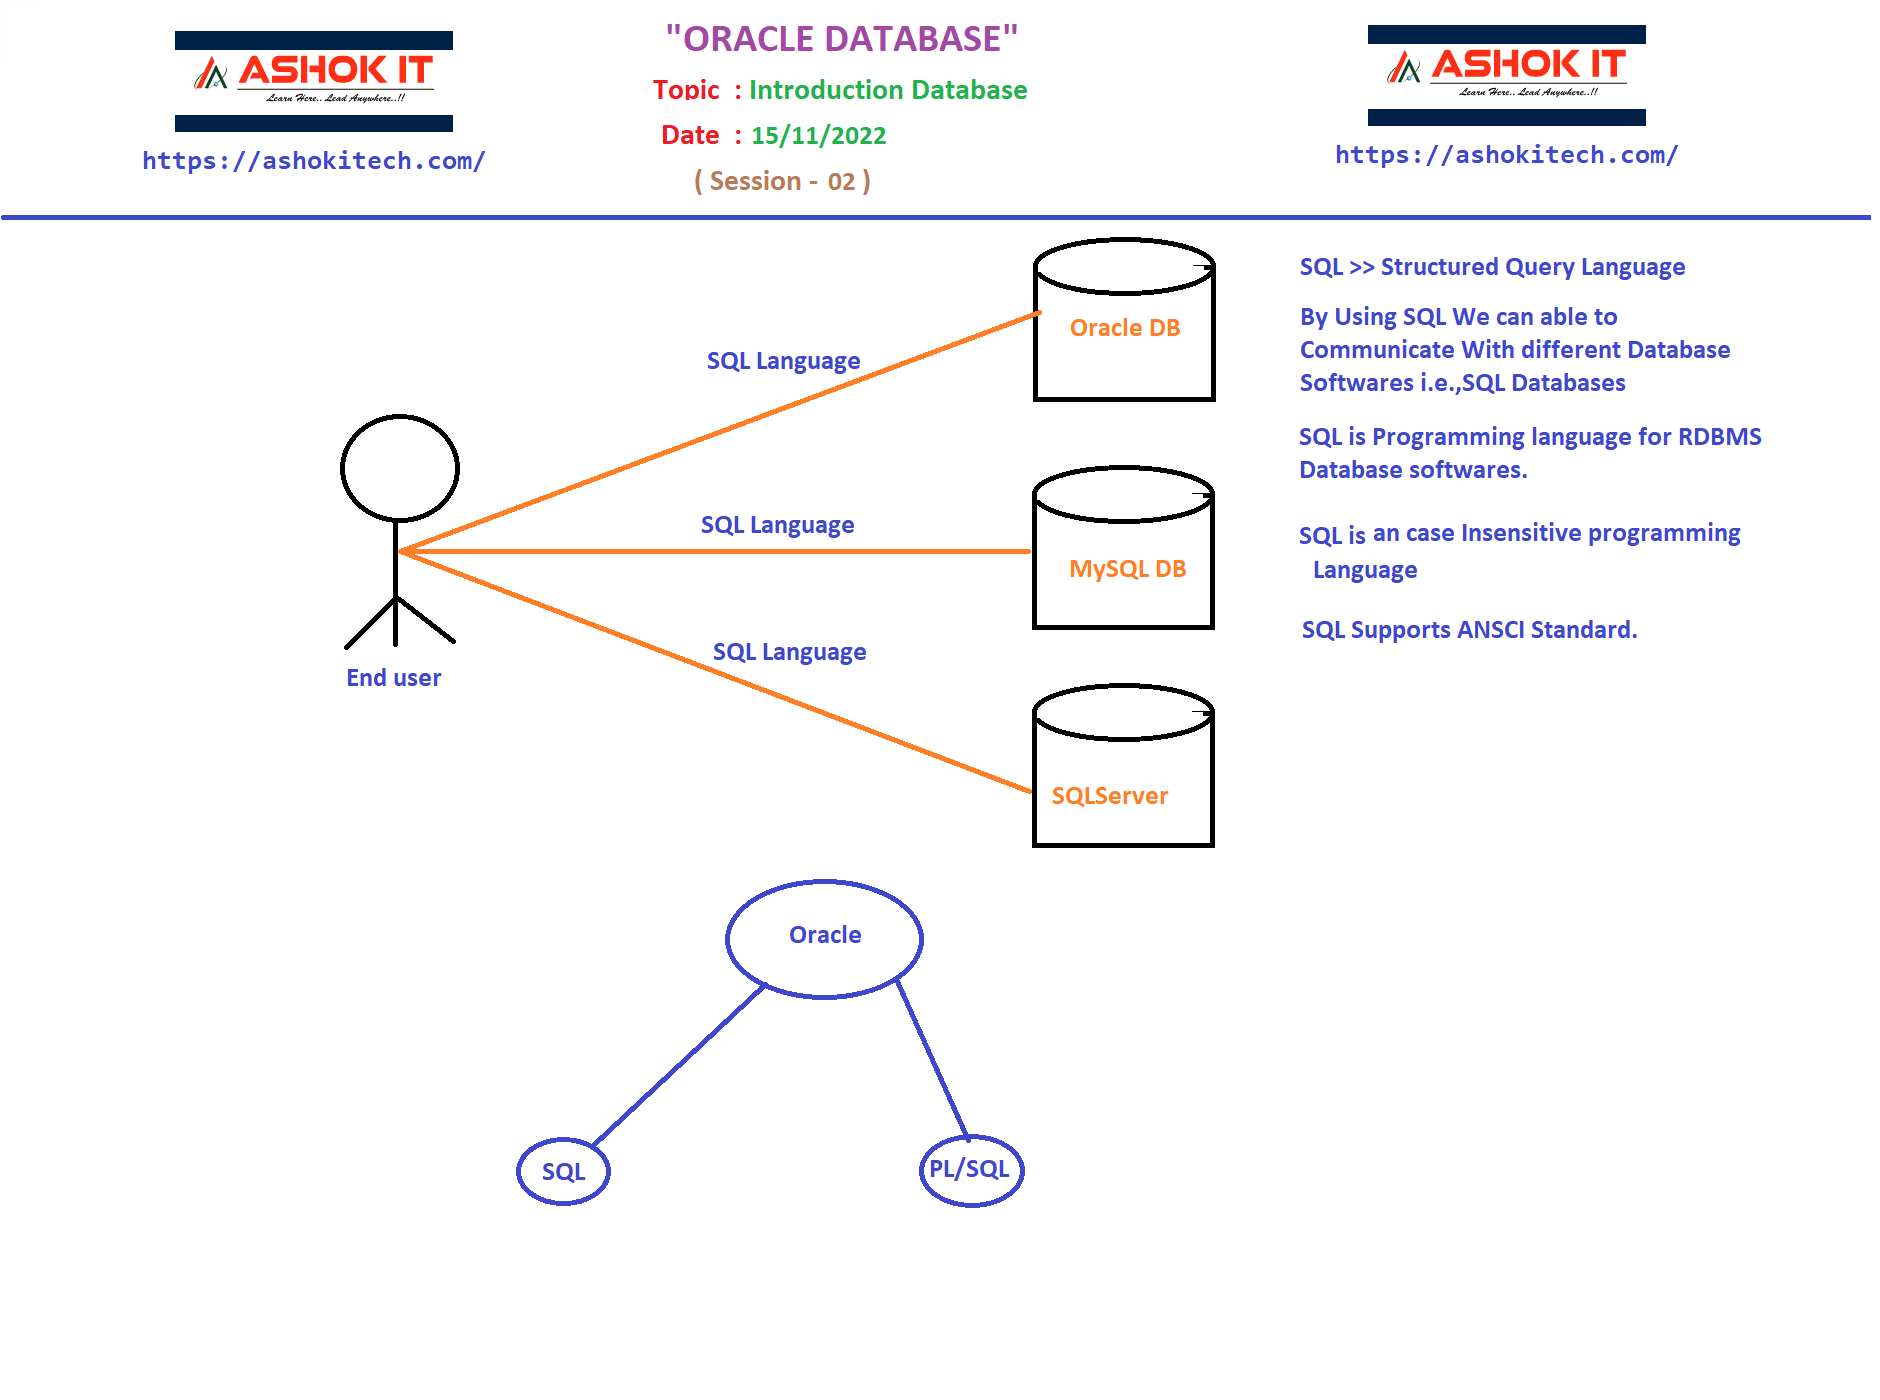 ASHOK IT
Learn Here.. Lead Anywhere..!!
https://ashokitech.com/
"ORACLE DATABASE"
Topic : Introduction Database
Date : 15/11/2022
( Session - 02 )
ASHOK IT
Learn Here.. Lead Anywhere..!!
https://ashokitech.com/
SQL Language
SQL Language
SQL Language
End user
Oracle DB
MySQL DB
SQLServer
SQL >> Structured Query Language
By Using SQL We can able to
Communicate With different Database
Softwares i.e.,SQL Databases
SQL is Programming language for RDBMS
Database softwares.
SQL is an case Insensitive programming
Language
SQL Supports ANSCI Standard.
Oracle
SQL
PL/SQL